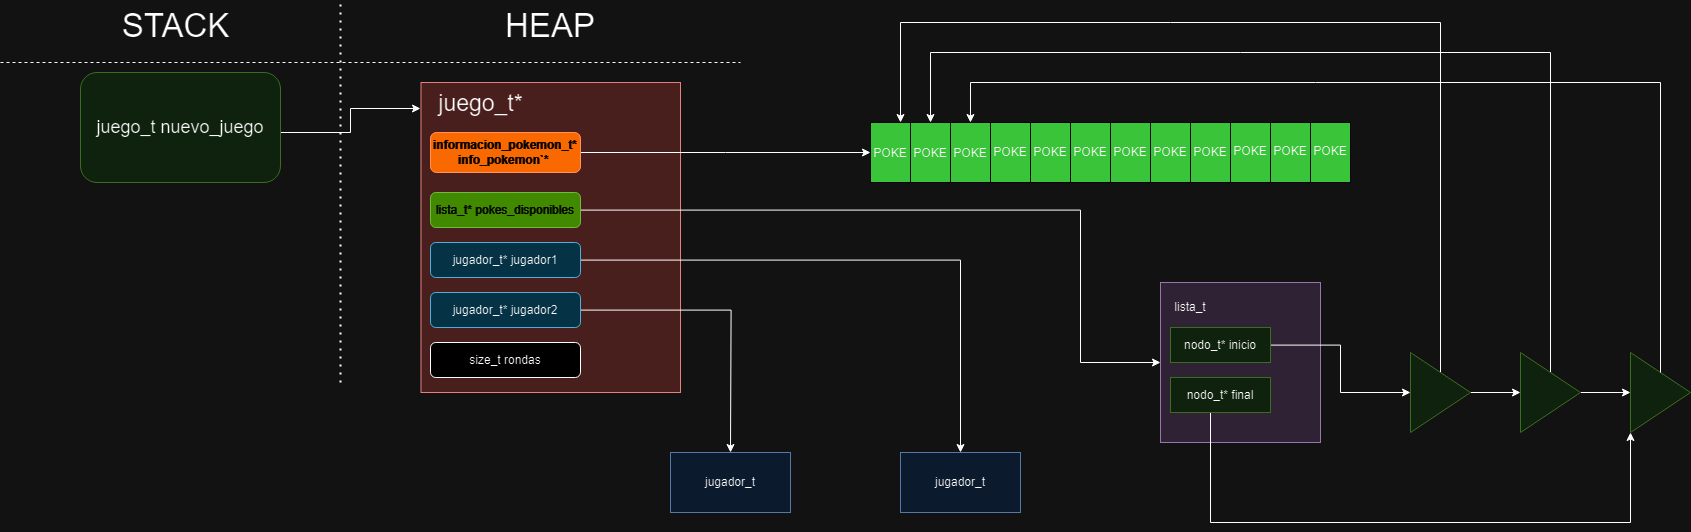 STACK
HEAP
juego_t nuevo_juego
juego_t*
informacion_pokemon_t*
info_pokemon`*
lista_t* pokes_disponibles
jugador_t* jugador1
jugador_t* jugador2
size_t rondas
POKE POKE POKE POKE POKE POKE POKE POKE POKE POKE POKE POKE
lista_t
nodo_t* inicio
nodo_t* final
jugador_t
jugador_t